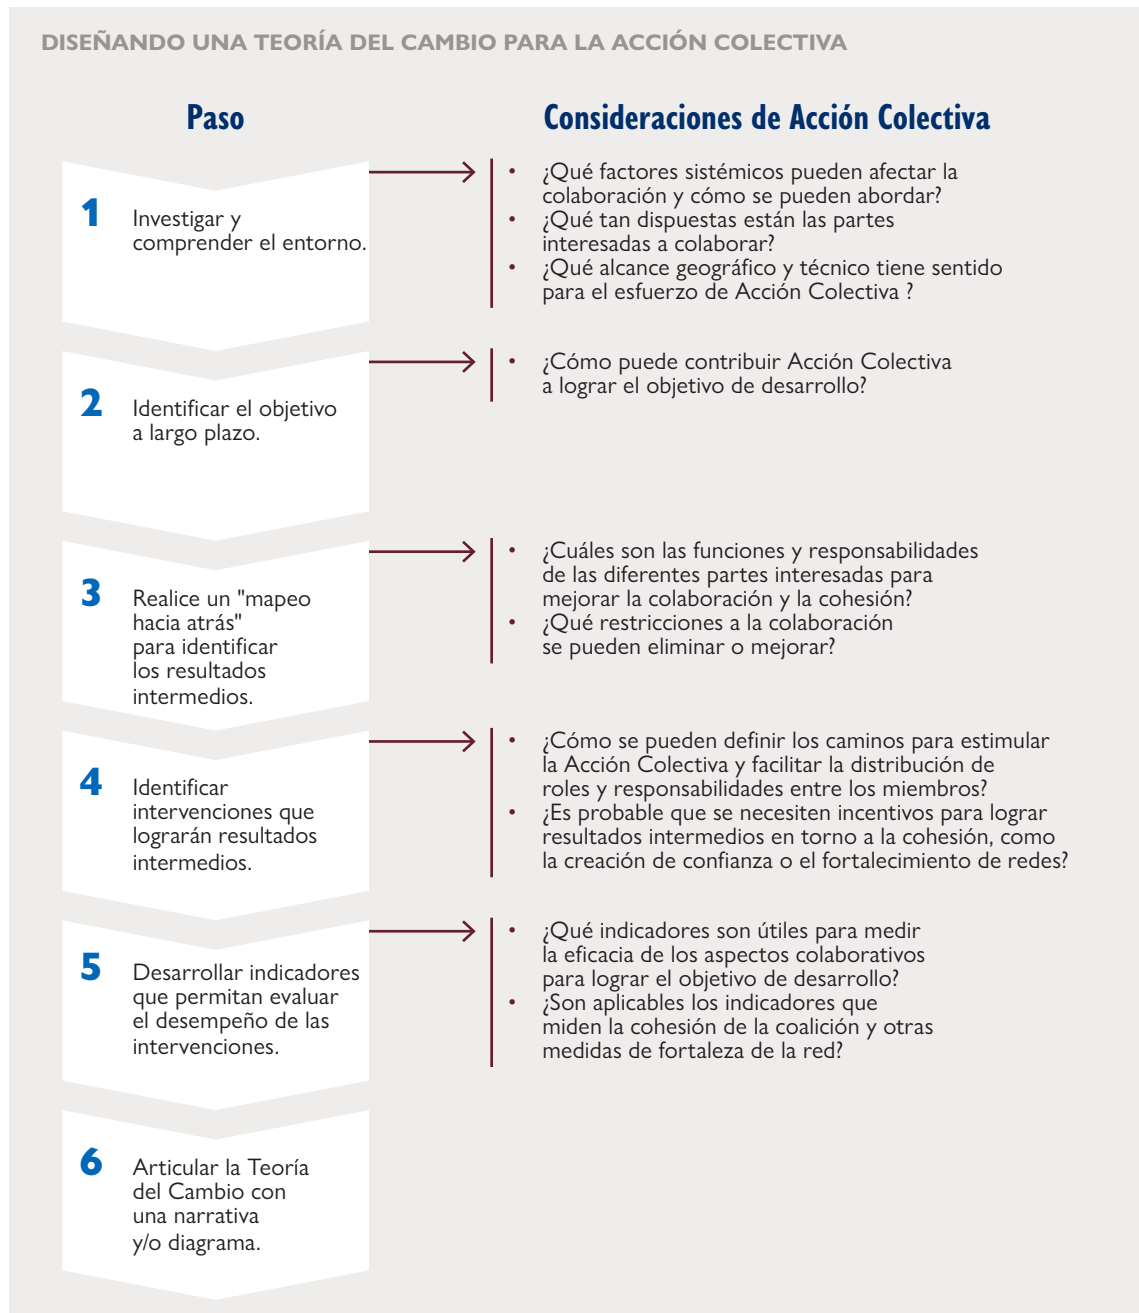 DISEÑANDO UNA TEORÍA DEL CAMBIO PARA LA ACCIÓN COLECTIVA
Paso
Consideraciones de Acción Colectiva
1
Investigar y
comprender el entorno.
• ¿Qué factores sistémicos pueden afectar la
colaboración y cómo se pueden abordar?
• ¿Qué tan dispuestas están las partes
interesadas a colaborar?
• ¿Qué alcance geográfico y técnico tiene sentido
para el esfuerzo de Acción Colectiva ?
2
Identificar el objetivo
a largo plazo.
• ¿Cómo puede contribuir Acción Colectiva
a lograr el objetivo de desarrollo?
3
Realice un "mapeo
hacia atrás"
para identificar
los resultados
intermedios.
• ¿Cuáles son las funciones y responsabilidades
de las diferentes partes interesadas para
mejorar la colaboración y la cohesión?
• ¿Qué restricciones a la colaboración
se pueden eliminar o mejorar?
4
Identificar
intervenciones que
lograrán resultados
intermedios.
• ¿Cómo se pueden definir los caminos para estimular
la Acción Colectiva y facilitar la distribución de
roles y responsabilidades entre los miembros?
• ¿Es probable que se necesiten incentivos para lograr
resultados intermedios en torno a la cohesión, como
la creación de confianza o el fortalecimiento de redes?
5
Desarrollar indicadores
que permitan evaluar
el desempeño de las
intervenciones.
• ¿Qué indicadores son útiles para medir
la eficacia de los aspectos colaborativos
para lograr el objetivo de desarrollo?
• ¿Son aplicables los indicadores que
miden la cohesión de la coalición y otras
medidas de fortaleza de la red?
6
Articular la Teoría
del Cambio con
una narrativa
y/o diagrama.